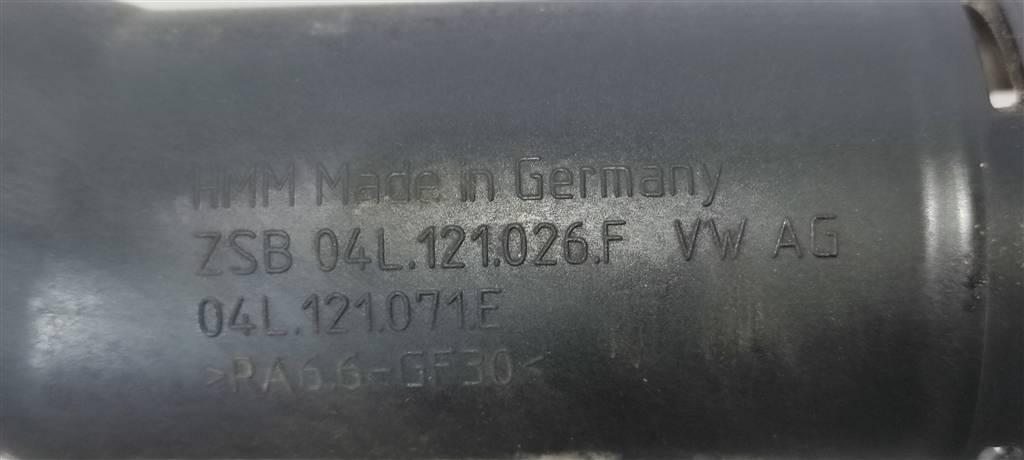 HMM Made in Germany
ZSB 04L.121.026.F VW AG
04L.121.071.E
>PA6.6-GF30<